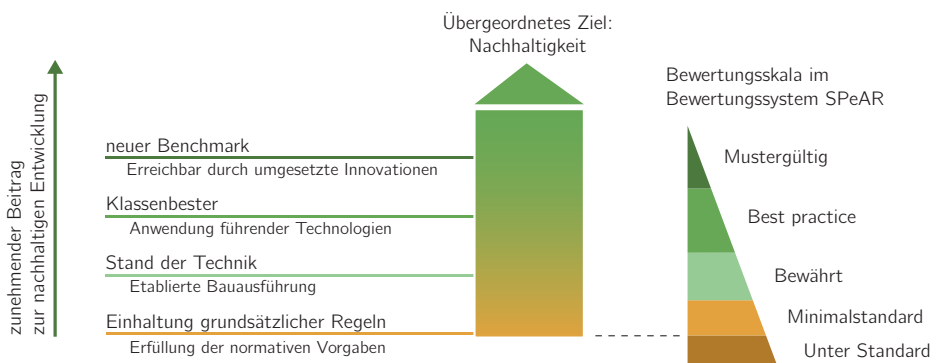 zunehmender Beitrag
zur nachhaltigen Entwicklung
neuer Benchmark
Erreichbar durch umgesetzte Innovationen
Klassenbester
Anwendung führender Technologien
Stand der Technik
Etablierte Bauausführung
Einhaltung grundsätzlicher Regeln
Erfüllung der normativen Vorgaben
Übergeordnetes Ziel:
Nachhaltigkeit
Bewertungsskala im
Bewertungssystem SPeAR
Mustergültig
Best practice
Bewährt
Minimalstandard
Unter Standard